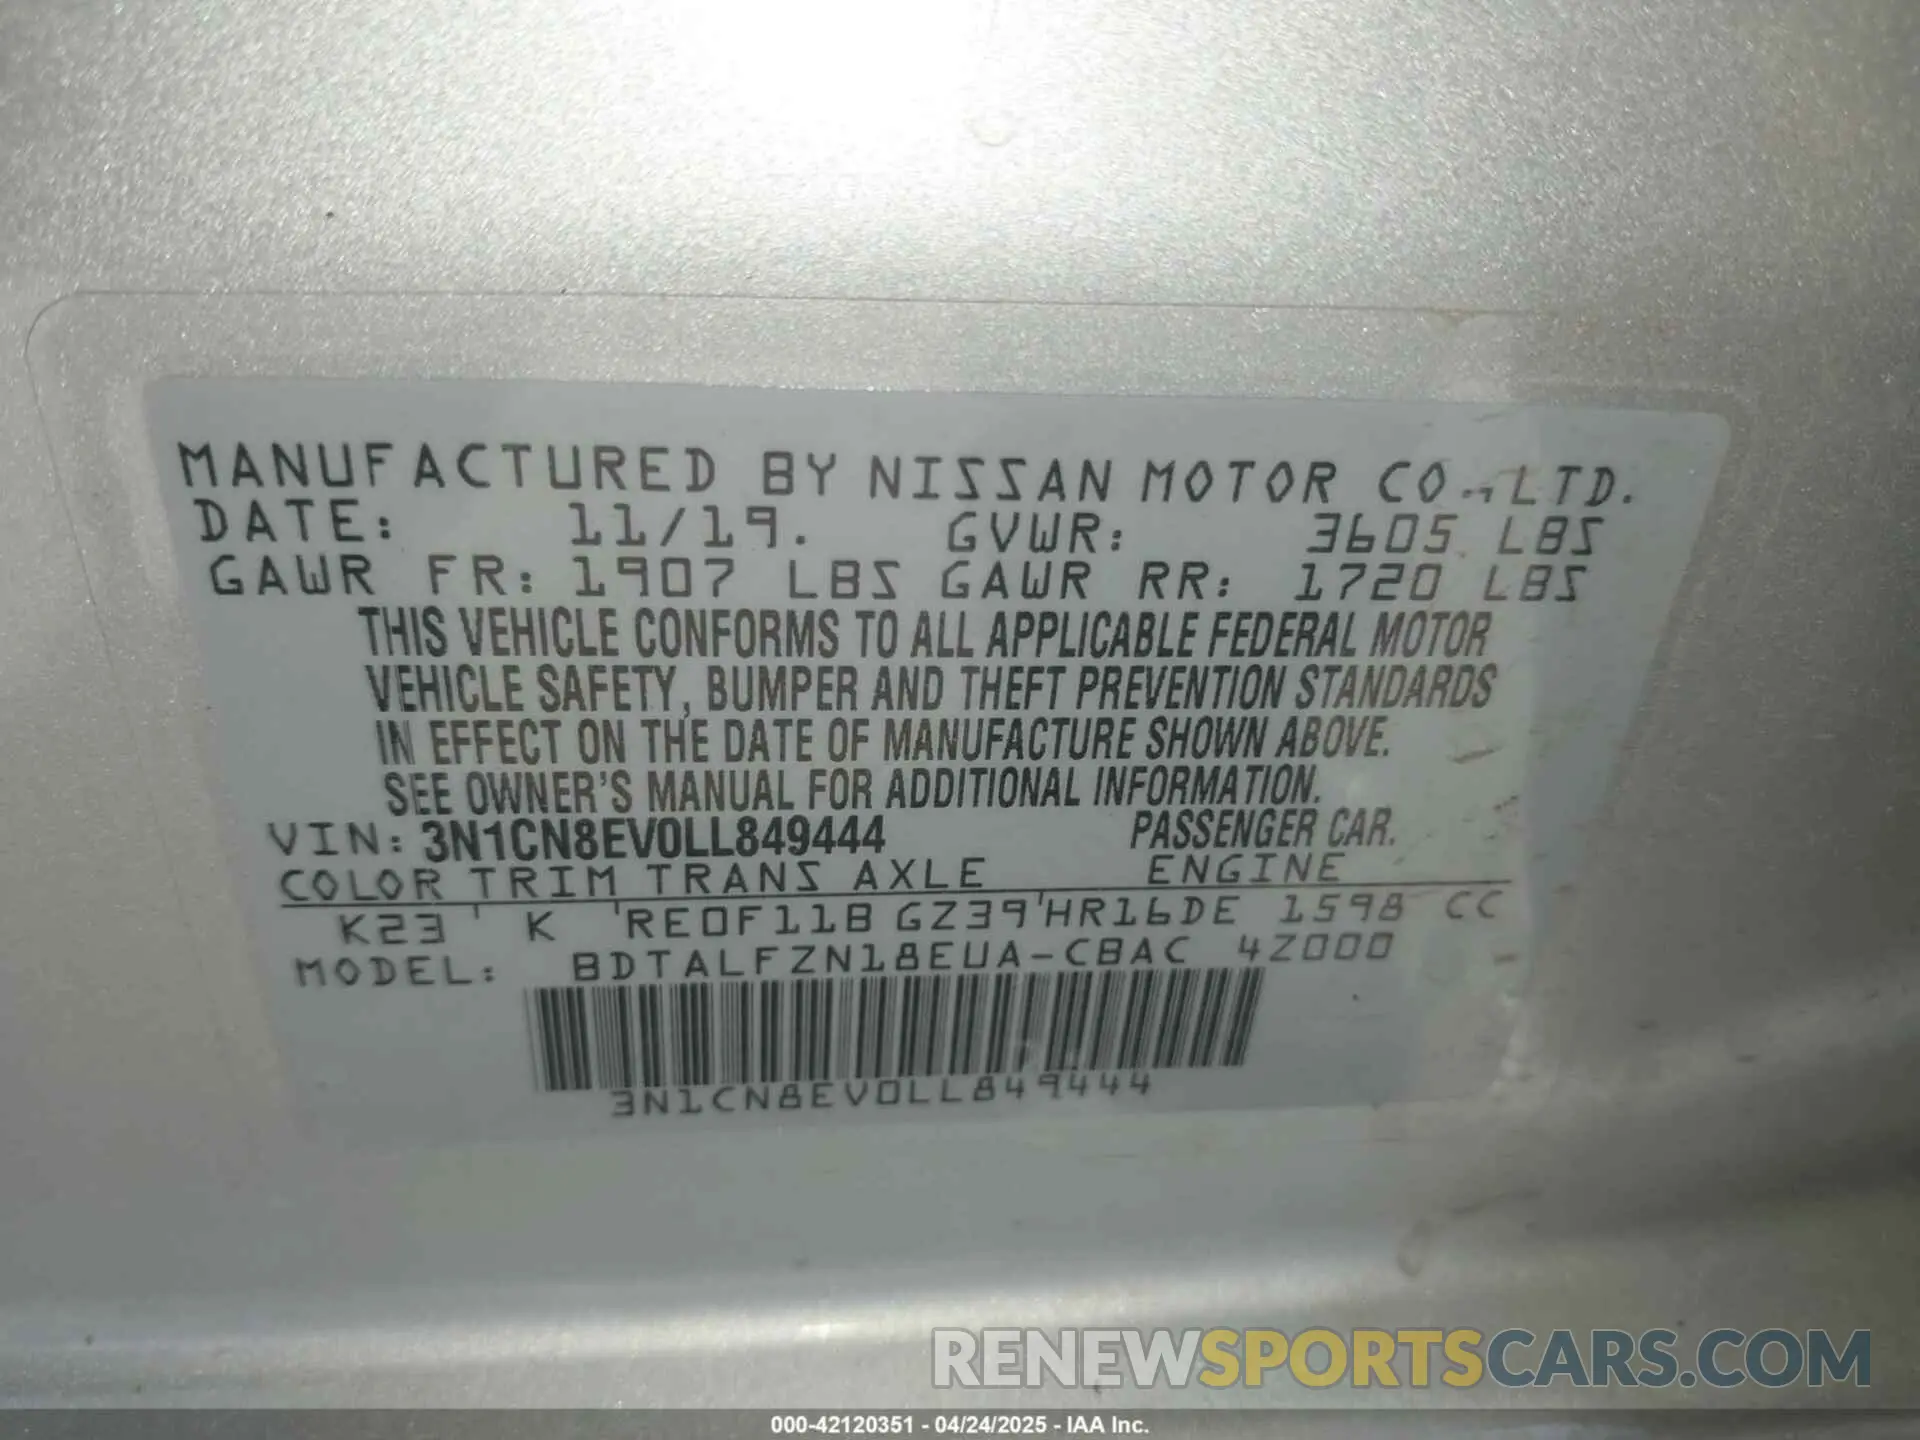 MANUFACTURED BY NISSAN MOTOR CO., LTD.
DATE: 11/19. GVWR: 3605 LBS
GAWR FR: 1907 LBS GAWR RR: 1720 LBS
THIS VEHICLE CONFORMS TO ALL APPLICABLE FEDERAL MOTOR
VEHICLE SAFETY, BUMPER AND THEFT PREVENTION STANDARDS
IN EFFECT ON THE DATE OF MANUFACTURE SHOWN ABOVE.
SEE OWNER'S MANUAL FOR ADDITIONAL INFORMATION.
VIN: 3N1CN8EV0LL849444 PASSENGER CAR.
COLOR TRIM TRANS AXLE ENGINE
K23 ' K 'RE0F11B GZ39'HR16DE 1598 CC
MODEL: BDTALFZN18EUA-CBAC 4Z000
3N1CN8EV0LL849444
RENEWSPORTSCARS.COM
000-42120351 - 04/24/2025 - IAA Inc.